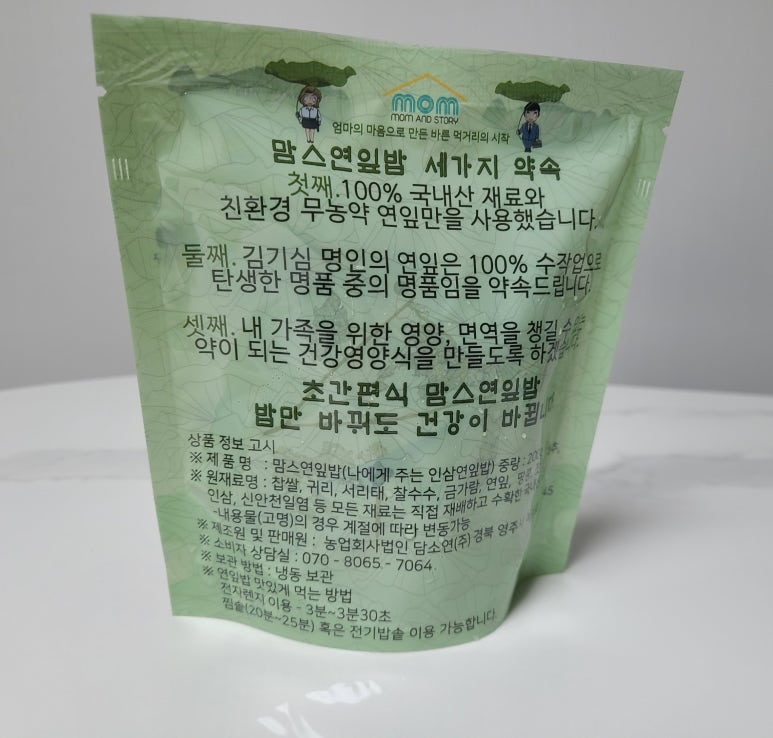 mom
MOM AND STORY
엄마의 마음으로 만든 바른 먹거리의 시작
맘스연잎밥 세가지 약속
첫째. 100% 국내산 재료와
친환경 무농약 연잎만을 사용했습니다.
둘째. 김기심 명인의 연잎은 100% 수작업으로
탄생한 명품 중의 명품임을 약속드립니다.
셋째. 내 가족을 위한 영양, 면역을 챙길 수
약이 되는 건강영양식을 만들도록 하겠습니다.
초간편식 맘스연잎밥
밥만 바꿔도 건강이 바뀝니다
상품 정보 고시
※ 제 품 명 : 맘스연잎밥(나에게 주는 인삼연잎밥) 중량 :
※ 원재료명 : 찹쌀, 귀리, 서리태, 찰수수, 금가람, 연잎,
인삼, 신안천일염 등 모든 재료는 직접 재배하고 수확한
-내용물(고명)의 경우 계절에 따라 변동가능
※ 제조원 및 판매원 : 농업회사법인 담소연(주) 경북 영주시
※ 소비자 상담실 : 070 - 8065 - 7064
※ 보관 방법 : 냉동 보관
※ 연잎밥 맛있게 먹는 방법
전자렌지 이용 - 3분~3분30초
찜솥(20분~25분) 혹은 전기밥솥 이용 가능합니다.